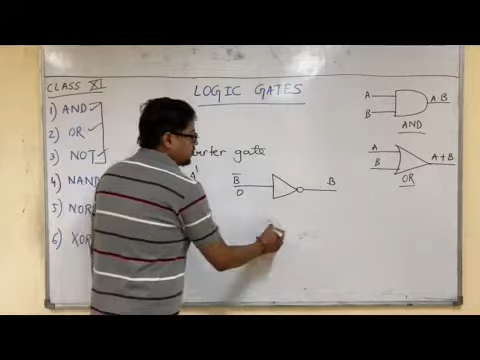 CLASS XI
LOGIC GATES
1) AND
2) OR
3) NOT
4) NAND
5) NOR
6) XOR
gate
A'
B̅
0
B
A
B
A B
AND
A
B
A+B
OR